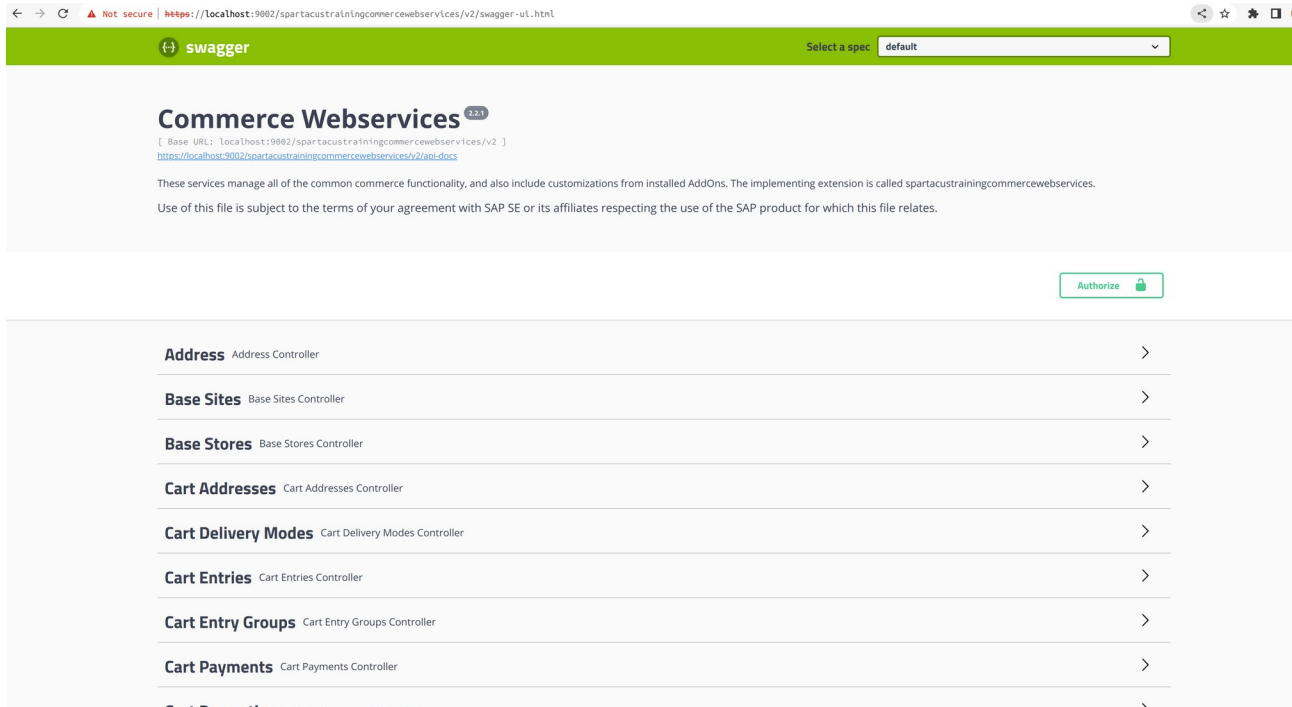 Not secure https://localhost:9002/spartacustrainingcommercewebservices/v2/swagger-ui.html
swagger Select a spec default
Commerce Webservices 2.2.1
[ Base URL: localhost:9002/spartacustrainingcommercewebservices/v2 ]
https://localhost:9002/spartacustrainingcommercewebservices/v2/api-docs
These services manage all of the common commerce functionality, and also include customizations from installed AddOns. The implementing extension is called spartacustrainingcommercewebservices.
Use of this file is subject to the terms of your agreement with SAP SE or its affiliates respecting the use of the SAP product for which this file relates.
Authorize
Address Address Controller
Base Sites Base Sites Controller
Base Stores Base Stores Controller
Cart Addresses Cart Addresses Controller
Cart Delivery Modes Cart Delivery Modes Controller
Cart Entries Cart Entries Controller
Cart Entry Groups Cart Entry Groups Controller
Cart Payments Cart Payments Controller